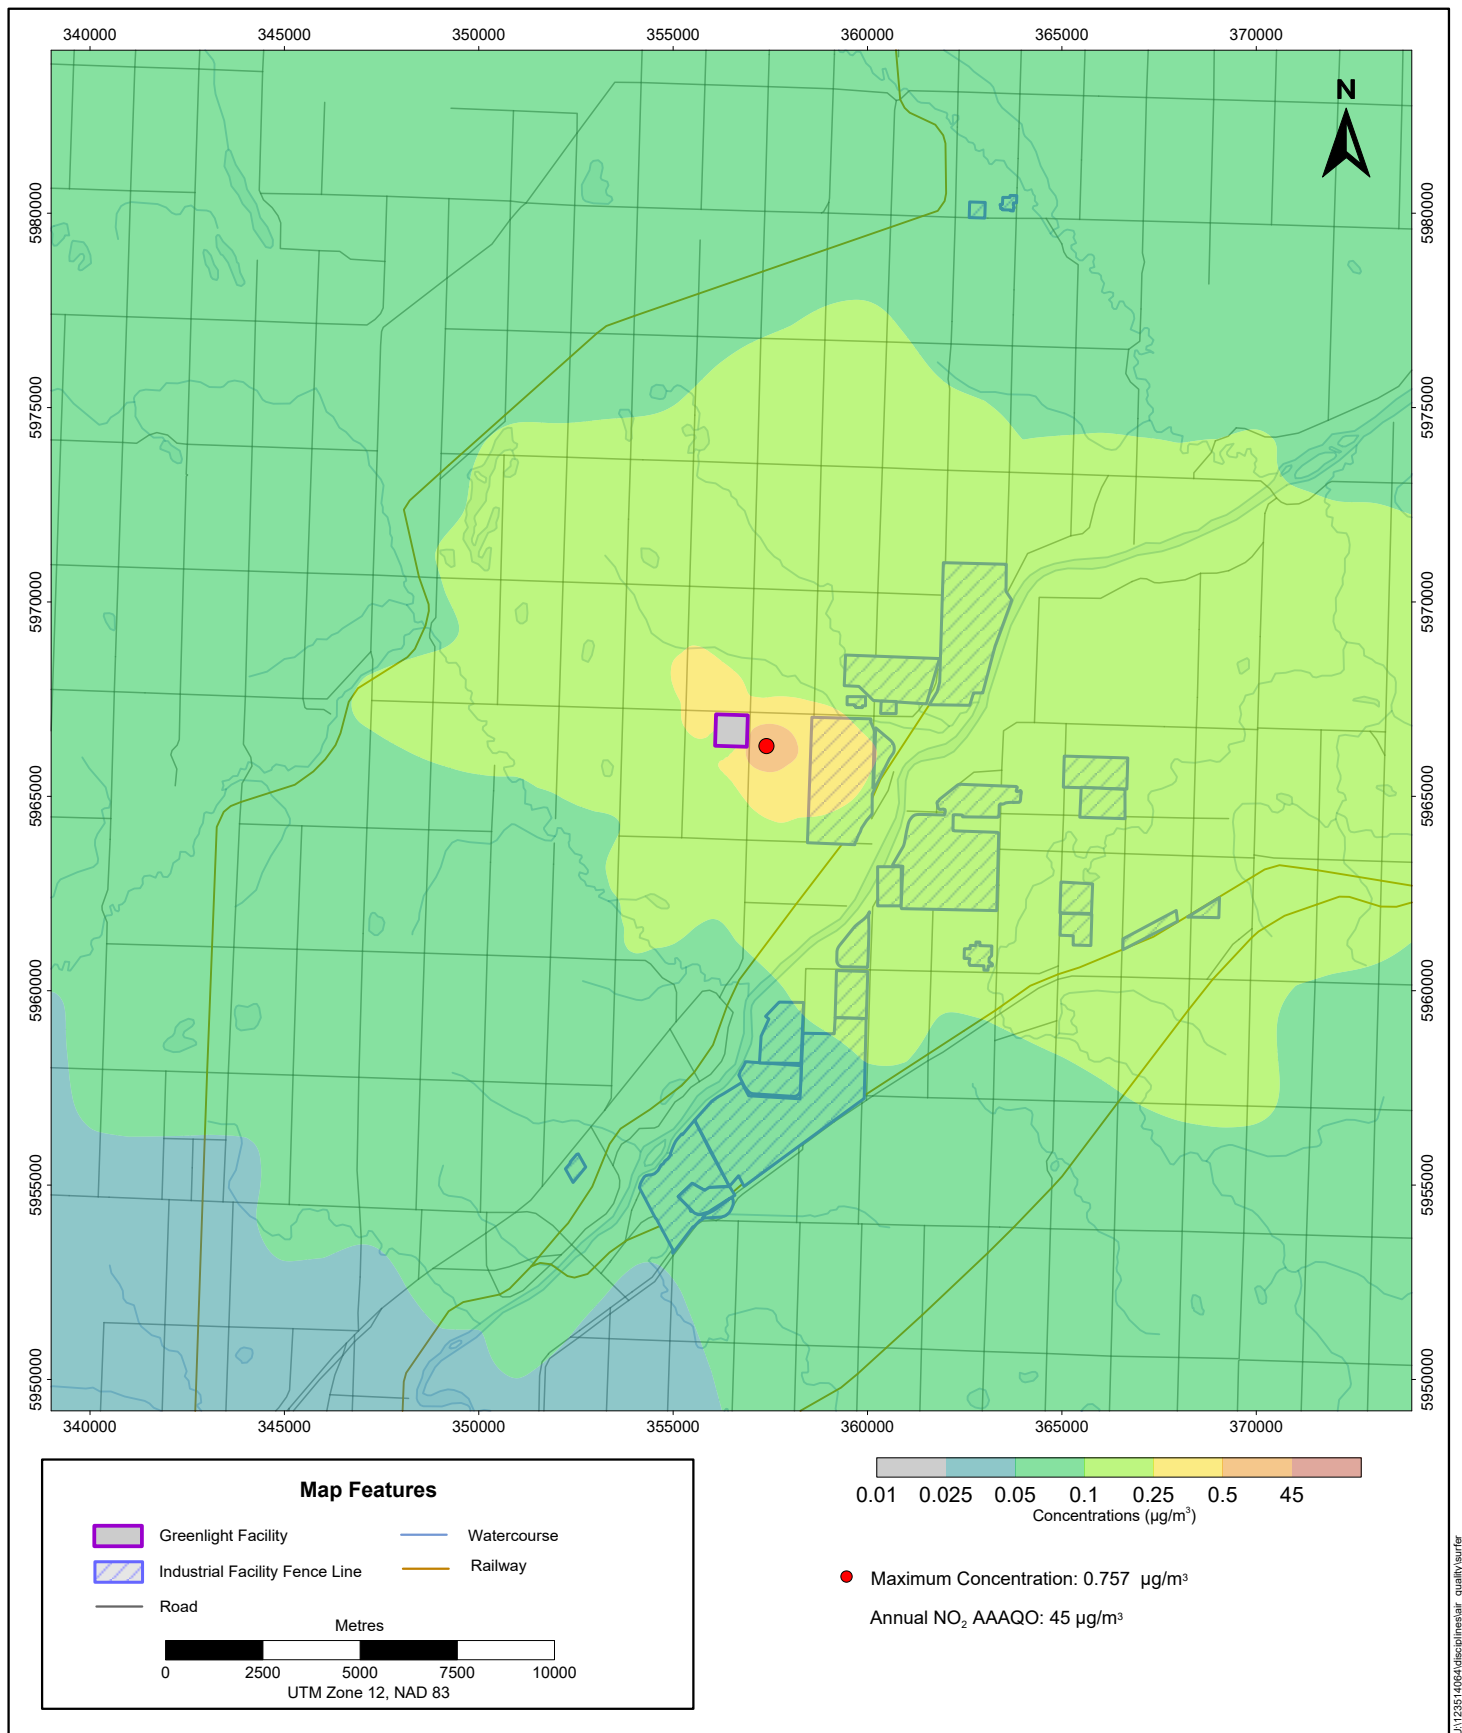 340000 345000 350000 355000 360000 365000 370000
N
5980000 5980000
5975000 5975000
5970000 5970000
5965000 5965000
5960000 5960000
5955000 5955000
5950000 5950000
340000 345000 350000 355000 360000 365000 370000
Map Features
Greenlight Facility
Watercourse
Industrial Facility Fence Line
Railway
Road
Metres
0 2500 5000 7500 10000
UTM Zone 12, NAD 83
0.01 0.025 0.05 0.1 0.25 0.5 45
Concentrations (µg/m³)
Maximum Concentration: 0.757 µg/m³
Annual NO₂ AAAQO: 45 µg/m³
J:\123514064\disciplines\air_quality\surfer